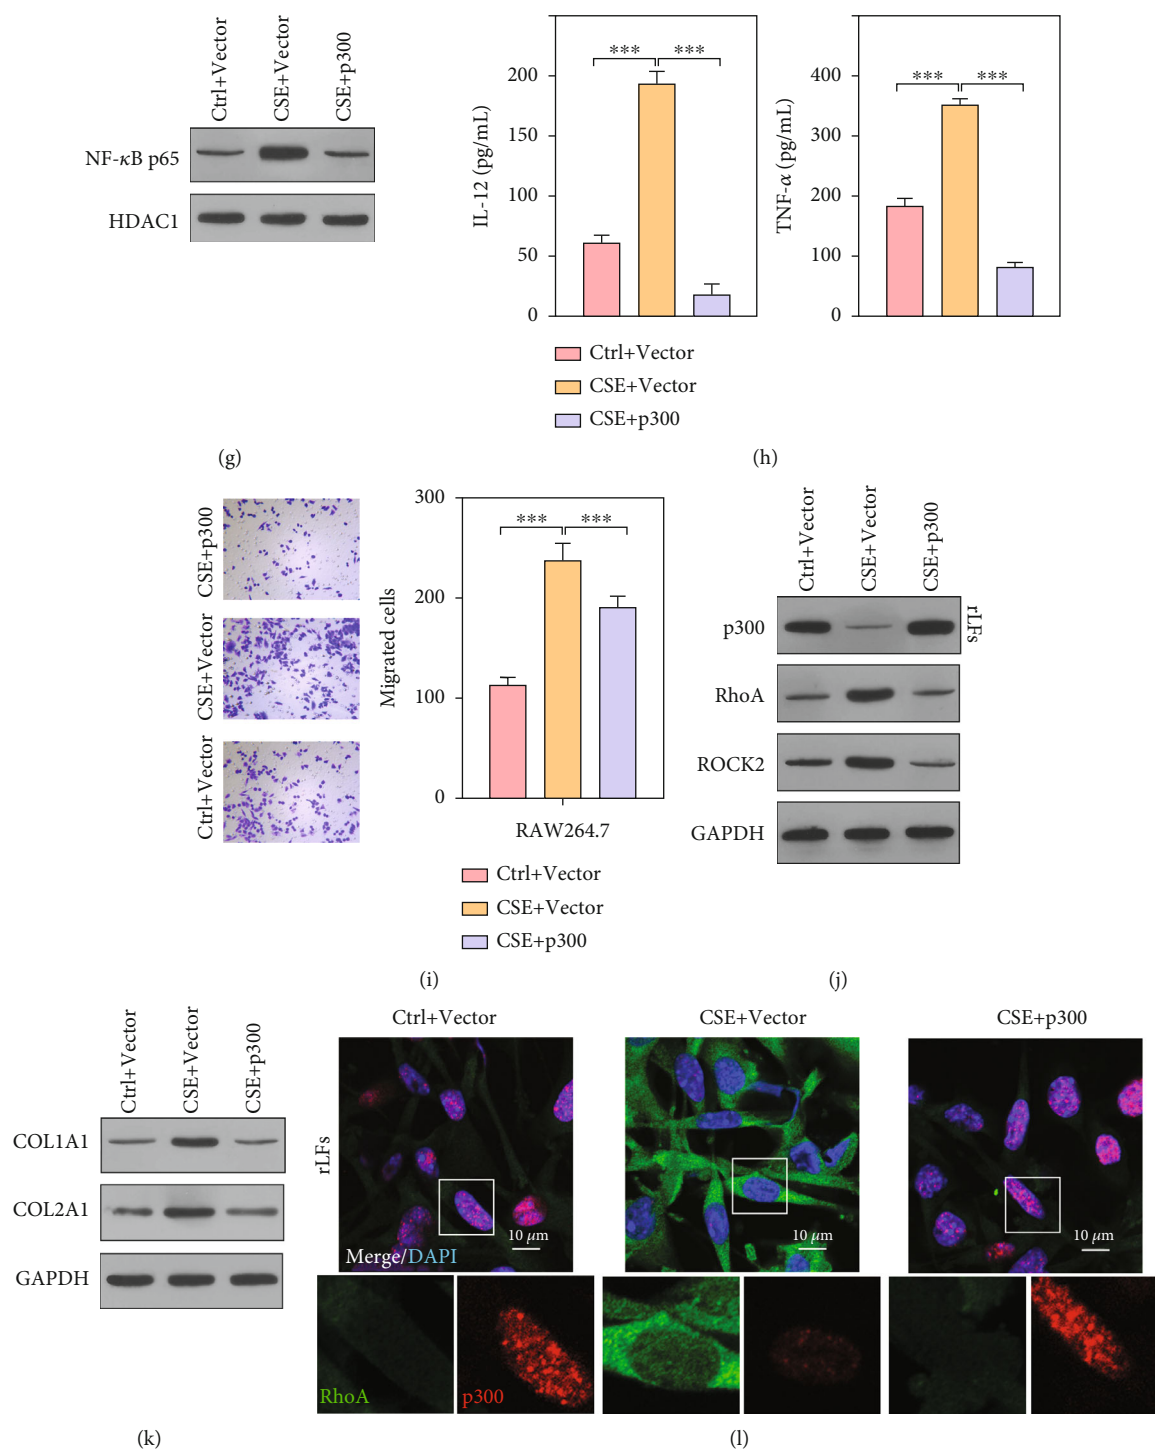 Ctrl+Vector
CSE+Vector
CSE+p300
NF-κB p65
HDAC1
(g)
IL-12 (pg/mL)
200
150
100
50
0
***
***
TNF-α (pg/mL)
400
300
200
100
0
***
***
Ctrl+Vector
CSE+Vector
CSE+p300
(h)
CSE+p300
CSE+Vector
Ctrl+Vector
Migrated cells
300
200
100
0
***
***
RAW264.7
Ctrl+Vector
CSE+Vector
CSE+p300
(i)
Ctrl+Vector
CSE+Vector
CSE+p300
p300
RhoA
ROCK2
GAPDH
rLFs
(j)
Ctrl+Vector
CSE+Vector
CSE+p300
COL1A1
COL2A1
GAPDH
(k)
Ctrl+Vector
CSE+Vector
CSE+p300
rLFs
Merge/DAPI
10 μm
10 μm
10 μm
RhoA
p300
(l)